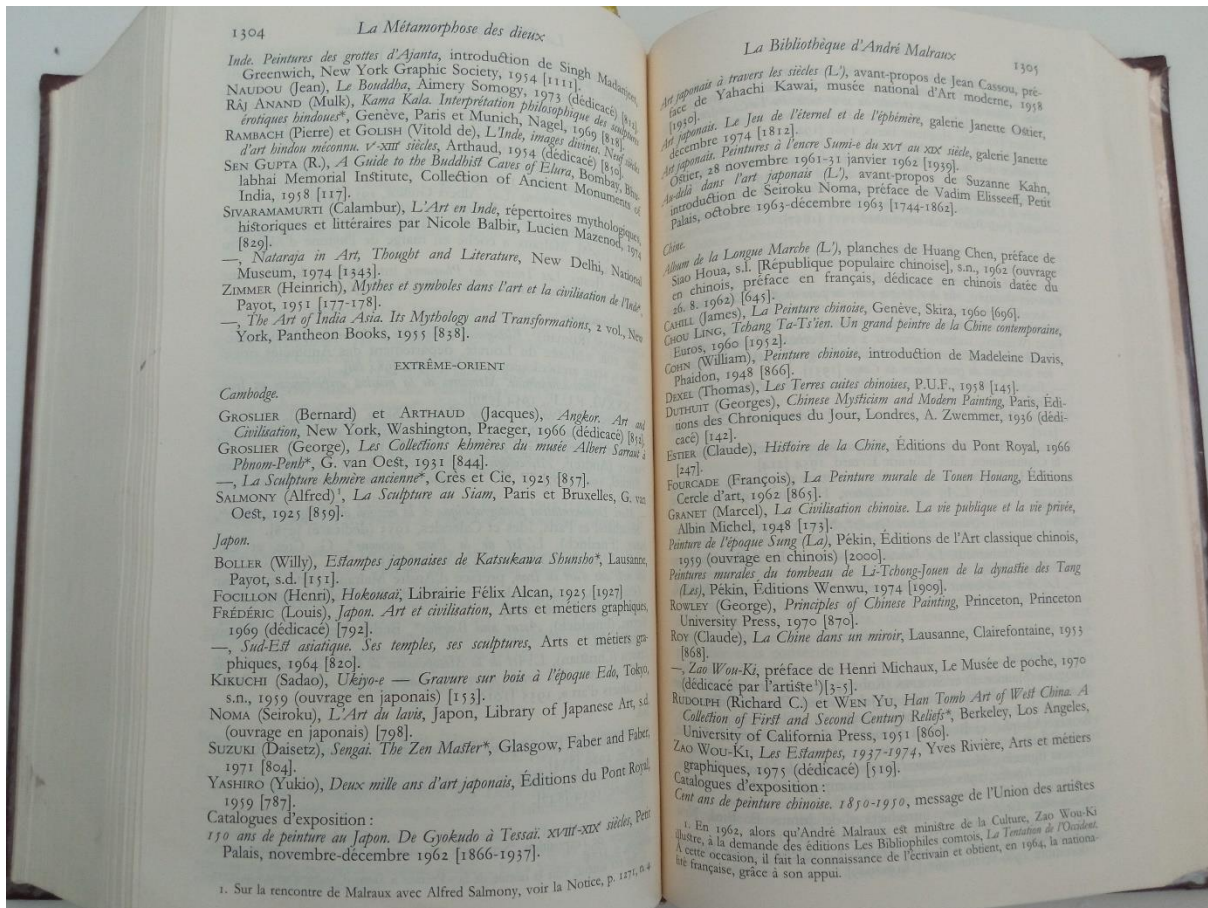 1304
La Métamorphose des dieux
Inde. Peintures des grottes d'Ajanta, introduction de Singh Madanjeet,
Greenwich, New York Graphic Society, 1954 [1111].
NAUDOU (Jean), Le Bouddha, Aimery Somogy, 1973 (dédicacé) [812].
RÂJ ANAND (Mulk), Kama Kala. Interprétation philosophique des sculptures
érotiques hindoues*, Genève, Paris et Munich, Nagel, 1969 [818].
RAMBACH (Pierre) et GOLISH (Vitold de), L'Inde, images divines. Neuf siècles
d'art hindou méconnu. Vᵉ-XIIIᵉ siècles, Arthaud, 1954 (dédicacé) [850].
SEN GUPTA (R.), A Guide to the Buddhist Caves of Elura, Bombay, Bhu-
labhai Memorial Institute, Collection of Ancient Monuments of
India, 1958 [117].
SIVARAMAMURTI (Calambur), L'Art en Inde, répertoires mythologiques,
historiques et littéraires par Nicole Balbir, Lucien Mazenod, 1974
[829].
—, Nataraja in Art, Thought and Literature, New Delhi, National
Museum, 1974 [1343].
ZIMMER (Heinrich), Mythes et symboles dans l'art et la civilisation de l'Inde*,
Payot, 1951 [177-178].
—, The Art of India Asia. Its Mythology and Transformations, 2 vol., New
York, Pantheon Books, 1955 [838].
EXTRÊME-ORIENT
Cambodge.
GROSLIER (Bernard) et ARTHAUD (Jacques), Angkor. Art and
Civilisation, New York, Washington, Praeger, 1966 (dédicacé) [852].
GROSLIER (George), Les Collections khmères du musée Albert Sarraut à
Phnom-Penh*, G. van Oest, 1931 [844].
—, La Sculpture khmère ancienne*, Crès et Cie, 1925 [857].
SALMONY (Alfred)¹, La Sculpture au Siam, Paris et Bruxelles, G. van
Oest, 1925 [859].
Japon.
BOLLER (Willy), Estampes japonaises de Katsukawa Shunsho*, Lausanne,
Payot, s.d. [151].
FOCILLON (Henri), Hokousaï, Librairie Félix Alcan, 1925 [1927]
FRÉDÉRIC (Louis), Japon. Art et civilisation, Arts et métiers graphiques,
1969 (dédicacé) [792].
—, Sud-Est asiatique. Ses temples, ses sculptures, Arts et métiers gra-
phiques, 1964 [820].
KIKUCHI (Sadao), Ukiyo-e — Gravure sur bois à l'époque Edo, Tokyo,
s.n., 1959 (ouvrage en japonais) [153].
NOMA (Seiroku), L'Art du lavis, Japon, Library of Japanese Art, s.d.
(ouvrage en japonais) [798].
SUZUKI (Daisetz), Sengai. The Zen Master*, Glasgow, Faber and Faber,
1971 [804].
YASHIRO (Yukio), Deux mille ans d'art japonais, Éditions du Pont Royal,
1959 [787].
Catalogues d'exposition :
150 ans de peinture au Japon. De Gyokudo à Tessaï. XVIIIᵉ-XIXᵉ siècles, Petit
Palais, novembre-décembre 1962 [1866-1937].
1. Sur la rencontre de Malraux avec Alfred Salmony, voir la Notice, p. 1271, n. 4
La Bibliothèque d'André Malraux
1305
Art japonais à travers les siècles (L'), avant-propos de Jean Cassou, pré-
face de Yahachi Kawai, musée national d'Art moderne, 1958
[1950].
Art japonais. Le Jeu de l'éternel et de l'éphémère, galerie Janette Ostier,
décembre 1974 [1812].
Art japonais. Peintures à l'encre Sumi-e du XVIᵉ au XIXᵉ siècle, galerie Janette
Ostier, 28 novembre 1961-31 janvier 1962 [1939].
Au-delà dans l'art japonais (L'), avant-propos de Suzanne Kahn,
introduction de Seiroku Noma, préface de Vadim Elisseeff, Petit
Palais, octobre 1963-décembre 1963 [1744-1862].
Chine.
Album de la Longue Marche (L'), planches de Huang Chen, préface de
Siao Houa, s.l. [République populaire chinoise], s.n., 1962 (ouvrage
en chinois, préface en français, dédicace en chinois datée du
26. 8. 1962) [645].
CAHILL (James), La Peinture chinoise, Genève, Skira, 1960 [696].
CHOU LING, Tchang Ta-Ts'ien. Un grand peintre de la Chine contemporaine,
Euros, 1960 [1952].
COHN (William), Peinture chinoise, introduction de Madeleine Davis,
Phaidon, 1948 [866].
DEXEL (Thomas), Les Terres cuites chinoises, P.U.F., 1958 [145].
DUTHUIT (Georges), Chinese Mysticism and Modern Painting, Paris, Édi-
tions des Chroniques du Jour, Londres, A. Zwemmer, 1936 (dédi-
cacé) [142].
ESTIER (Claude), Histoire de la Chine, Éditions du Pont Royal, 1966
[247].
FOURCADE (François), La Peinture murale de Touen Houang, Éditions
Cercle d'art, 1962 [865].
GRANET (Marcel), La Civilisation chinoise. La vie publique et la vie privée,
Albin Michel, 1948 [173].
Peinture de l'époque Sung (La), Pékin, Éditions de l'Art classique chinois,
1959 (ouvrage en chinois) [2000].
Peintures murales du tombeau de Li-Tchong-Jouen de la dynastie des Tang
(Les), Pékin, Éditions Wenwu, 1974 [1909].
ROWLEY (George), Principles of Chinese Painting, Princeton, Princeton
University Press, 1970 [870].
ROY (Claude), La Chine dans un miroir, Lausanne, Clairefontaine, 1953
[868].
—, Zao Wou-Ki, préface de Henri Michaux, Le Musée de poche, 1970
(dédicacé par l'artiste¹)[3-5].
RUDOLPH (Richard C.) et WEN YU, Han Tomb Art of West China. A
Collection of First and Second Century Reliefs*, Berkeley, Los Angeles,
University of California Press, 1951 [860].
ZAO WOU-KI, Les Estampes, 1937-1974, Yves Rivière, Arts et métiers
graphiques, 1975 (dédicacé) [519].
Catalogues d'exposition :
Cent ans de peinture chinoise. 1850-1950, message de l'Union des artistes
1. En 1962, alors qu'André Malraux est ministre de la Culture, Zao Wou-Ki
illustre, à la demande des éditions Les Bibliophiles comtois, La Tentation de l'Occident.
À cette occasion, il fait la connaissance de l'écrivain et obtient, en 1964, la nationa-
lité française, grâce à son appui.